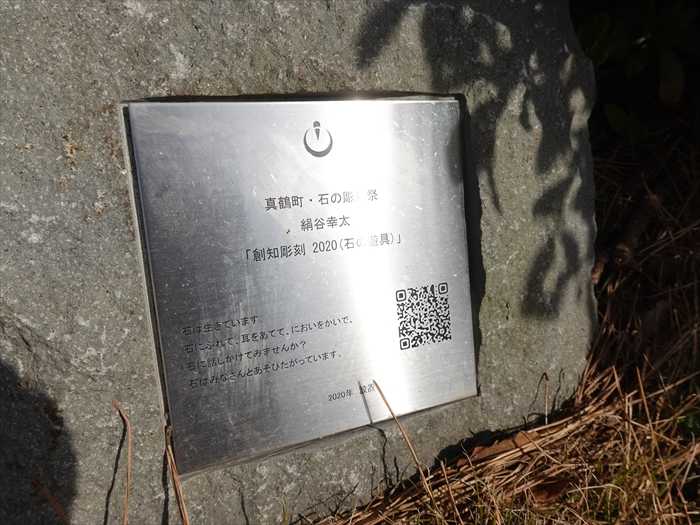 真鶴町・石の彫刻祭
絹谷幸太
「創知彫刻 2020(石の遊具)」
石は生きています。
石にふれて、耳をあてて、においをかいで、
石に話しかけてみませんか?
石はみなさんとあそびたがっています。
2020年 設置